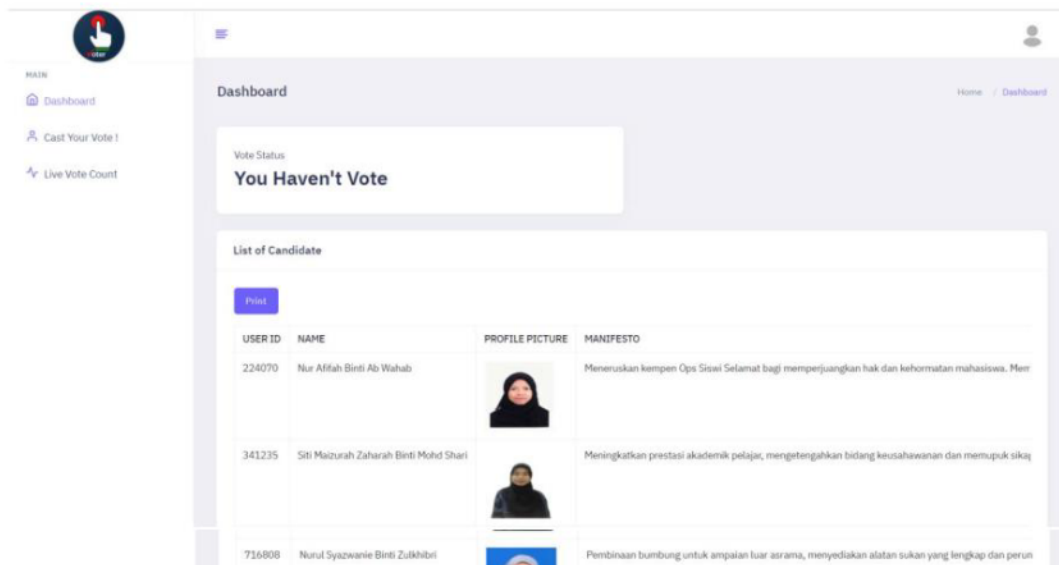 MAIN
Dashboard
Cast Your Vote !
Live Vote Count
Dashboard
Home / Dashboard
Vote Status
You Haven't Vote
List of Candidate
Print
USER ID NAME PROFILE PICTURE MANIFESTO
224070 Nur Afifah Binti Ab Wahab Meneruskan kempen Ops Siswi Selamat bagi memperjuangkan hak dan kehormatan mahasiswa. Mem
341235 Siti Maizurah Zaharah Binti Mohd Shari Meningkatkan prestasi akademik pelajar, mengetengahkan bidang keusahawanan dan memupuk sikap
716808 Nurul Syazwanie Binti Zulkhibri Pembinaan bumbung untuk ampaian luar asrama, menyediakan alatan sukan yang lengkap dan perun